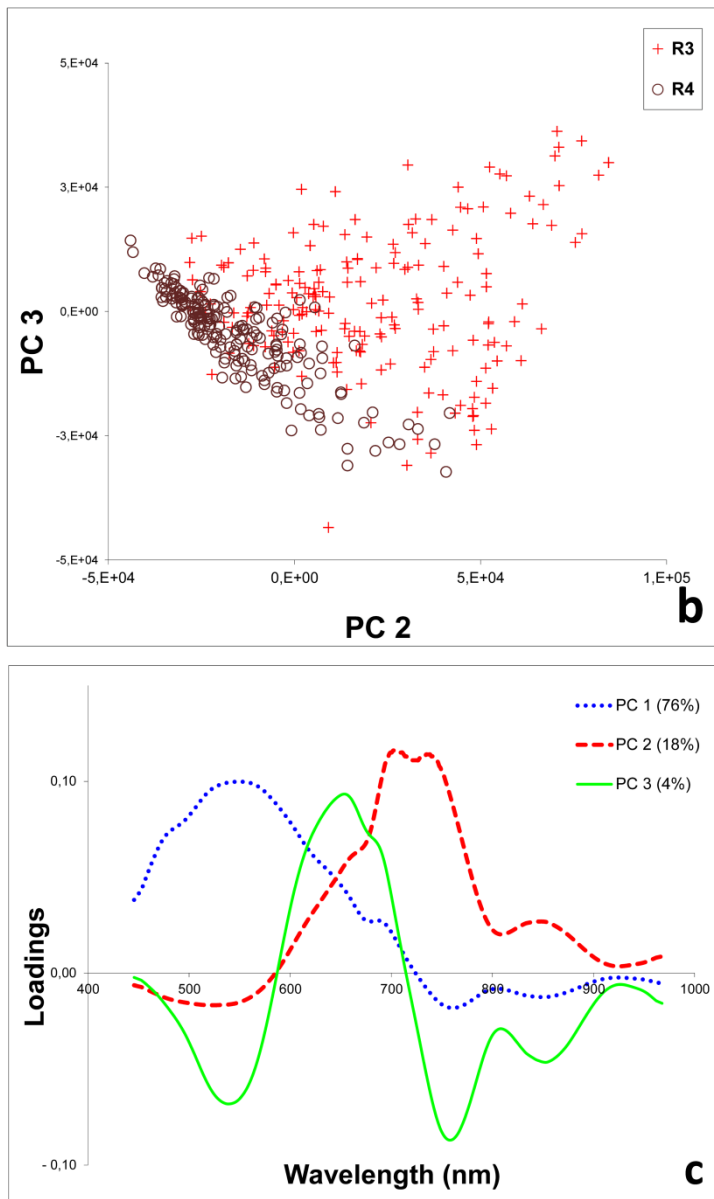 R3
R4
5,E+04
3,E+04
0,E+00
-3,E+04
-5,E+04
PC 3
-5,E+04 0,E+00 5,E+04 1,E+05
PC 2
b
0,10
0,00
- 0,10
Loadings
PC 1 (76%)
PC 2 (18%)
PC 3 (4%)
400 500 600 700 800 900 1000
Wavelength (nm)
c